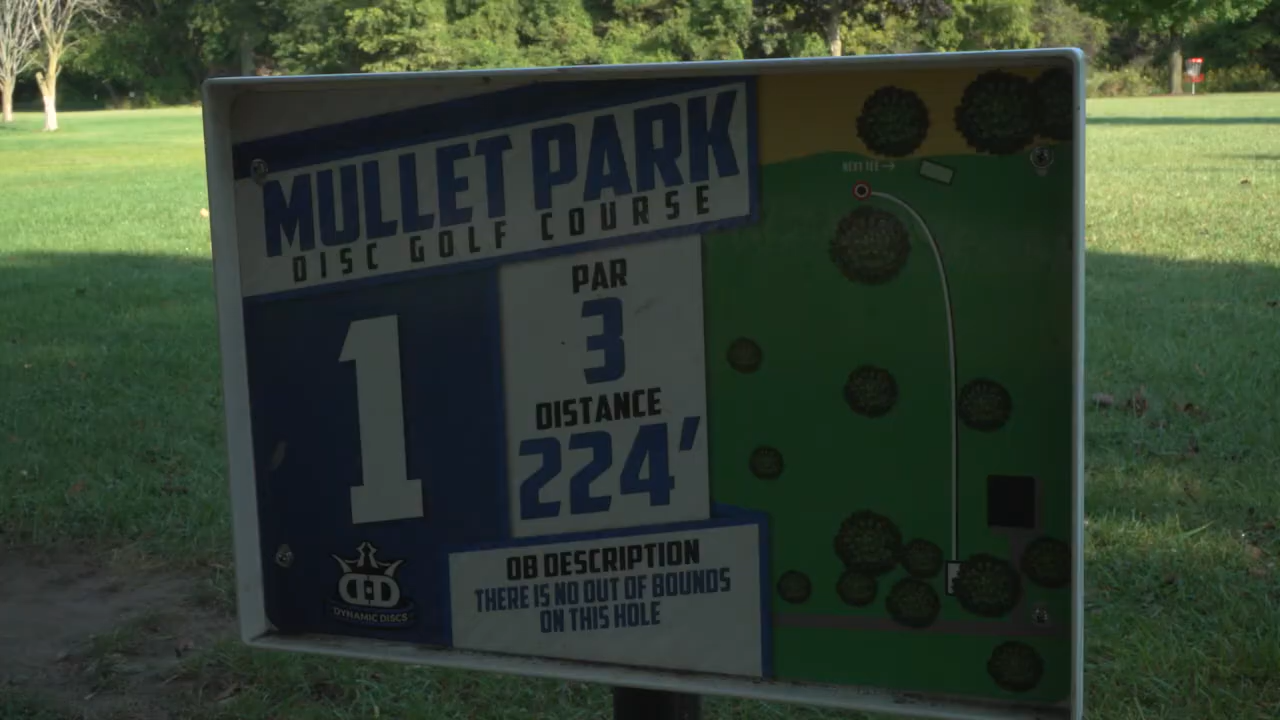 MULLET PARK
DISC GOLF COURSE
1
PAR
3
DISTANCE
224'
OB DESCRIPTION
THERE IS NO OUT OF BOUNDS
ON THIS HOLE
DD
DYNAMIC DISCS
NEXT TEE →